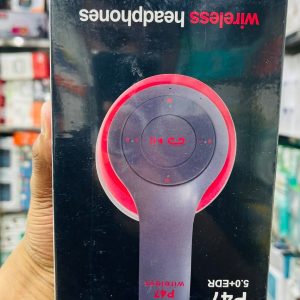 P47
5.0+EDR
P47
wireless
wireless headphones